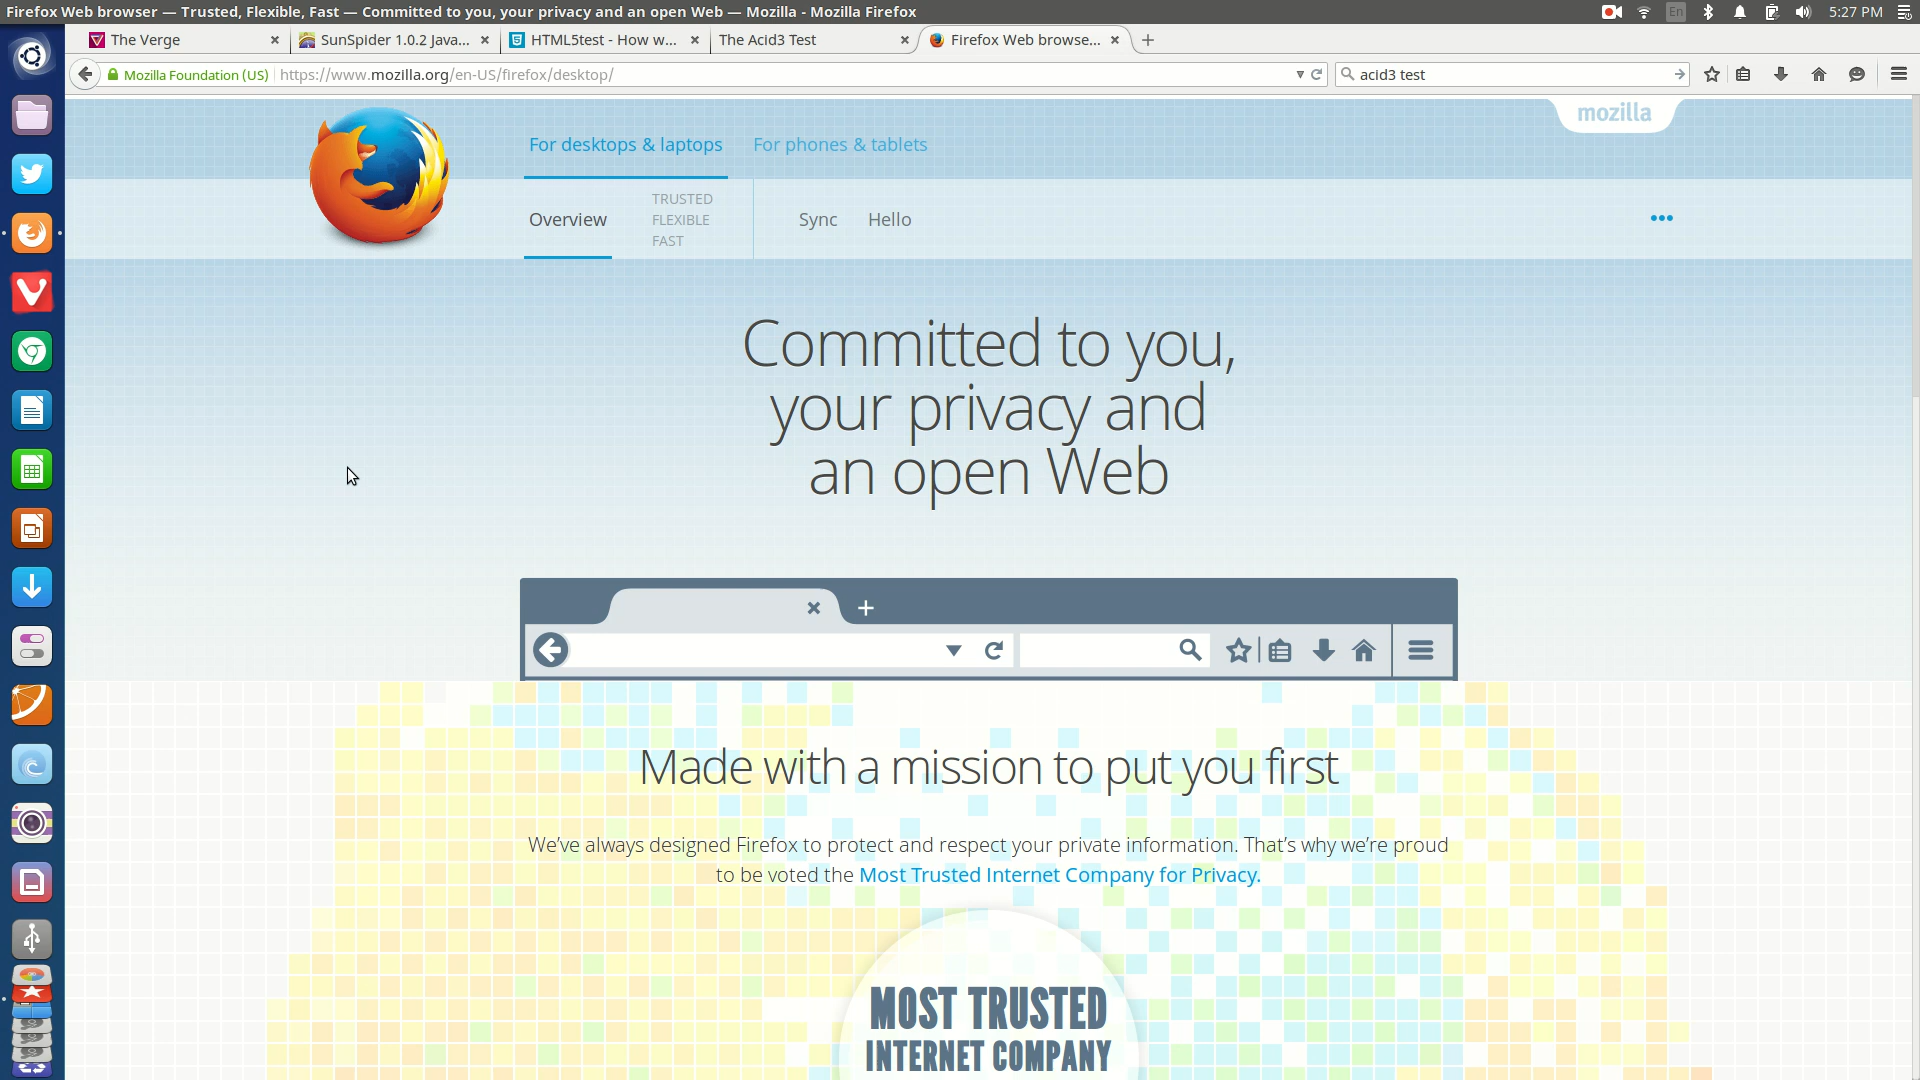 Firefox Web browser — Trusted, Flexible, Fast — Committed to you, your privacy and an open Web — Mozilla - Mozilla Firefox
En
5:27 PM
The Verge
SunSpider 1.0.2 Java...
HTML5test - How w...
The Acid3 Test
Firefox Web browse...
Mozilla Foundation (US)
https://www.mozilla.org/en-US/firefox/desktop/
acid3 test
mozilla
For desktops & laptops
For phones & tablets
Overview
TRUSTED
FLEXIBLE
FAST
Sync
Hello
Committed to you,
your privacy and
an open Web
Made with a mission to put you first
We’ve always designed Firefox to protect and respect your private information. That’s why we’re proud
to be voted the Most Trusted Internet Company for Privacy.
MOST TRUSTED
INTERNET COMPANY